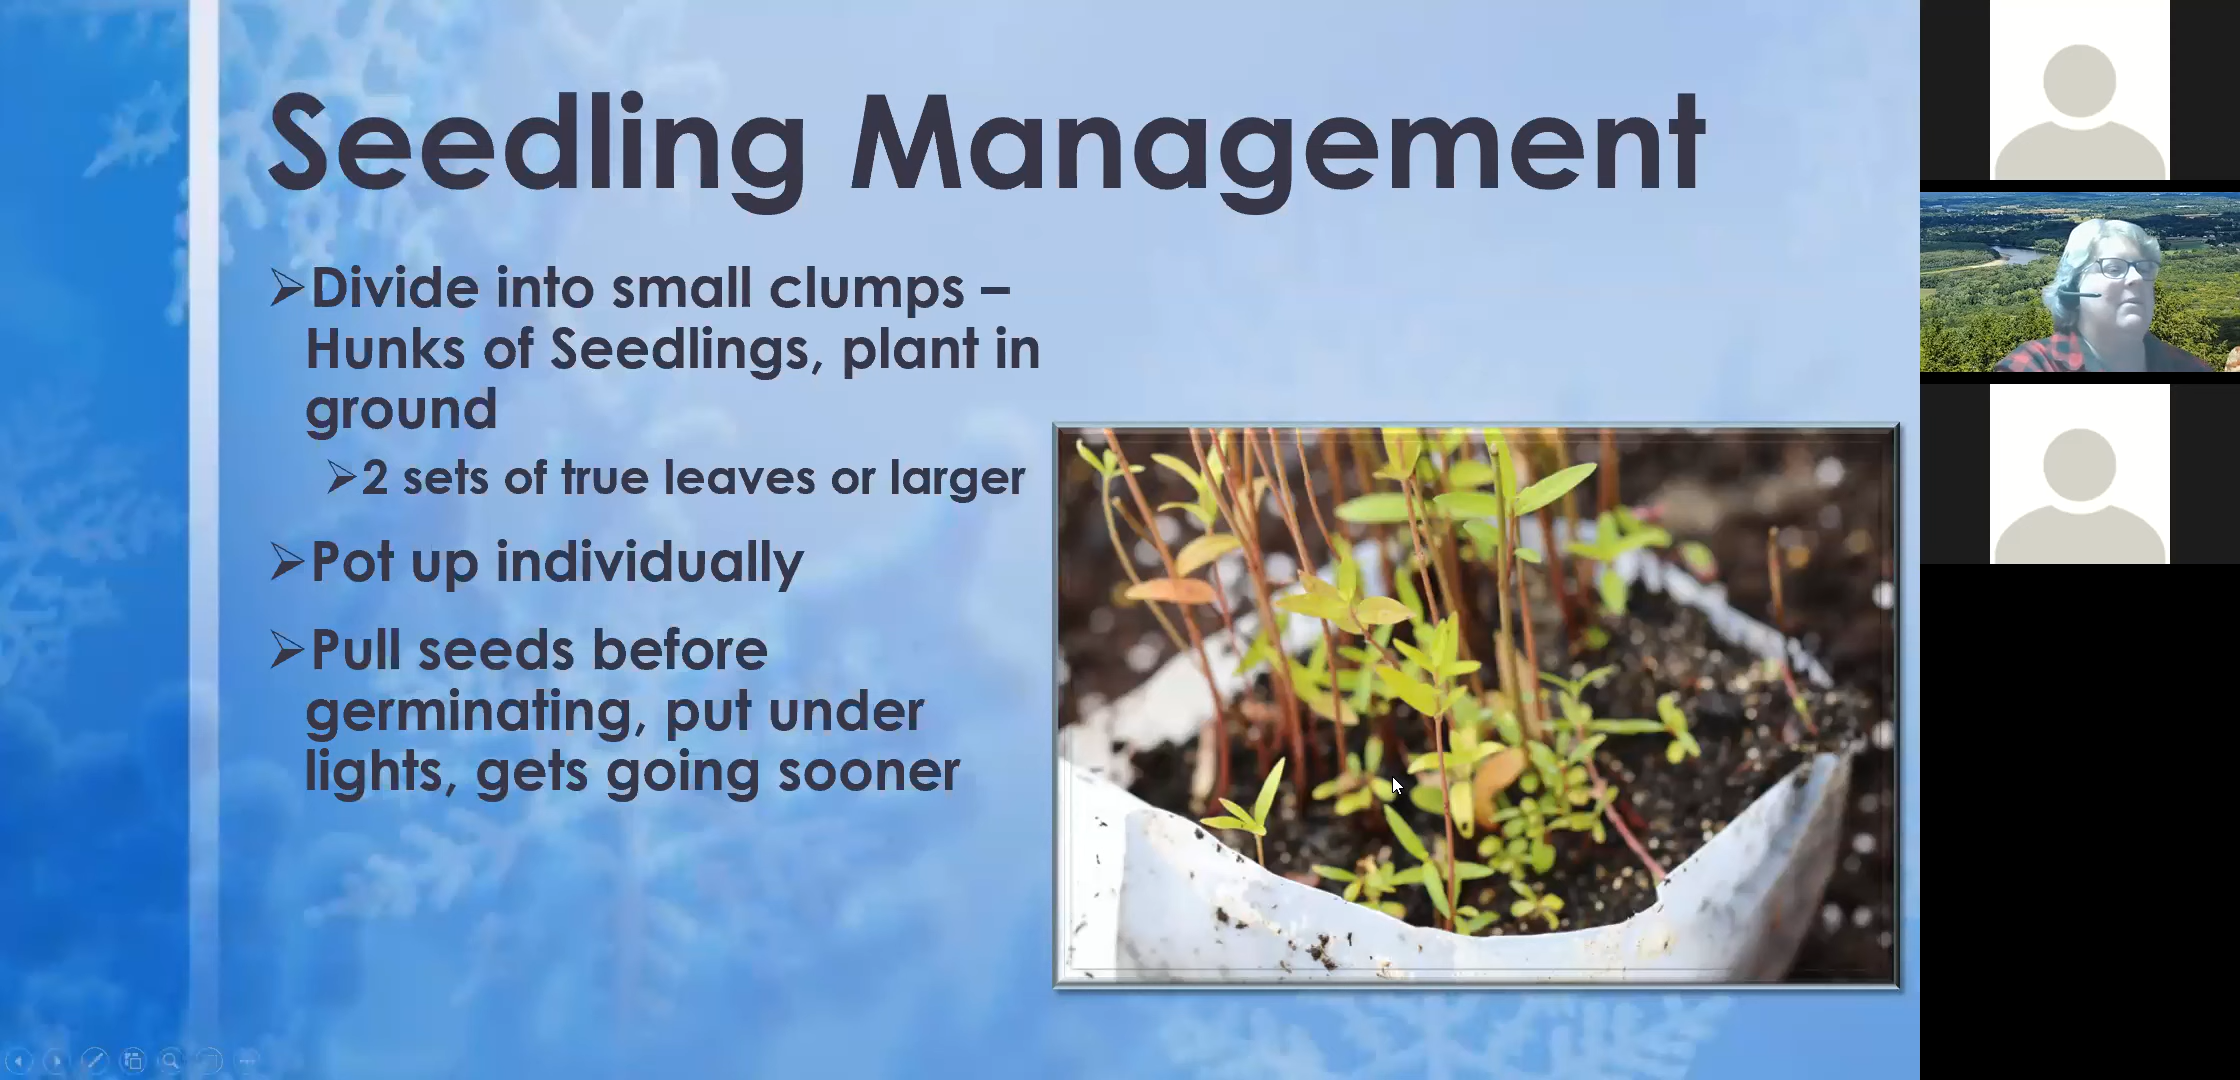 Seedling Management
➢Divide into small clumps –
Hunks of Seedlings, plant in
ground
➢2 sets of true leaves or larger
➢Pot up individually
➢Pull seeds before
germinating, put under
lights, gets going sooner